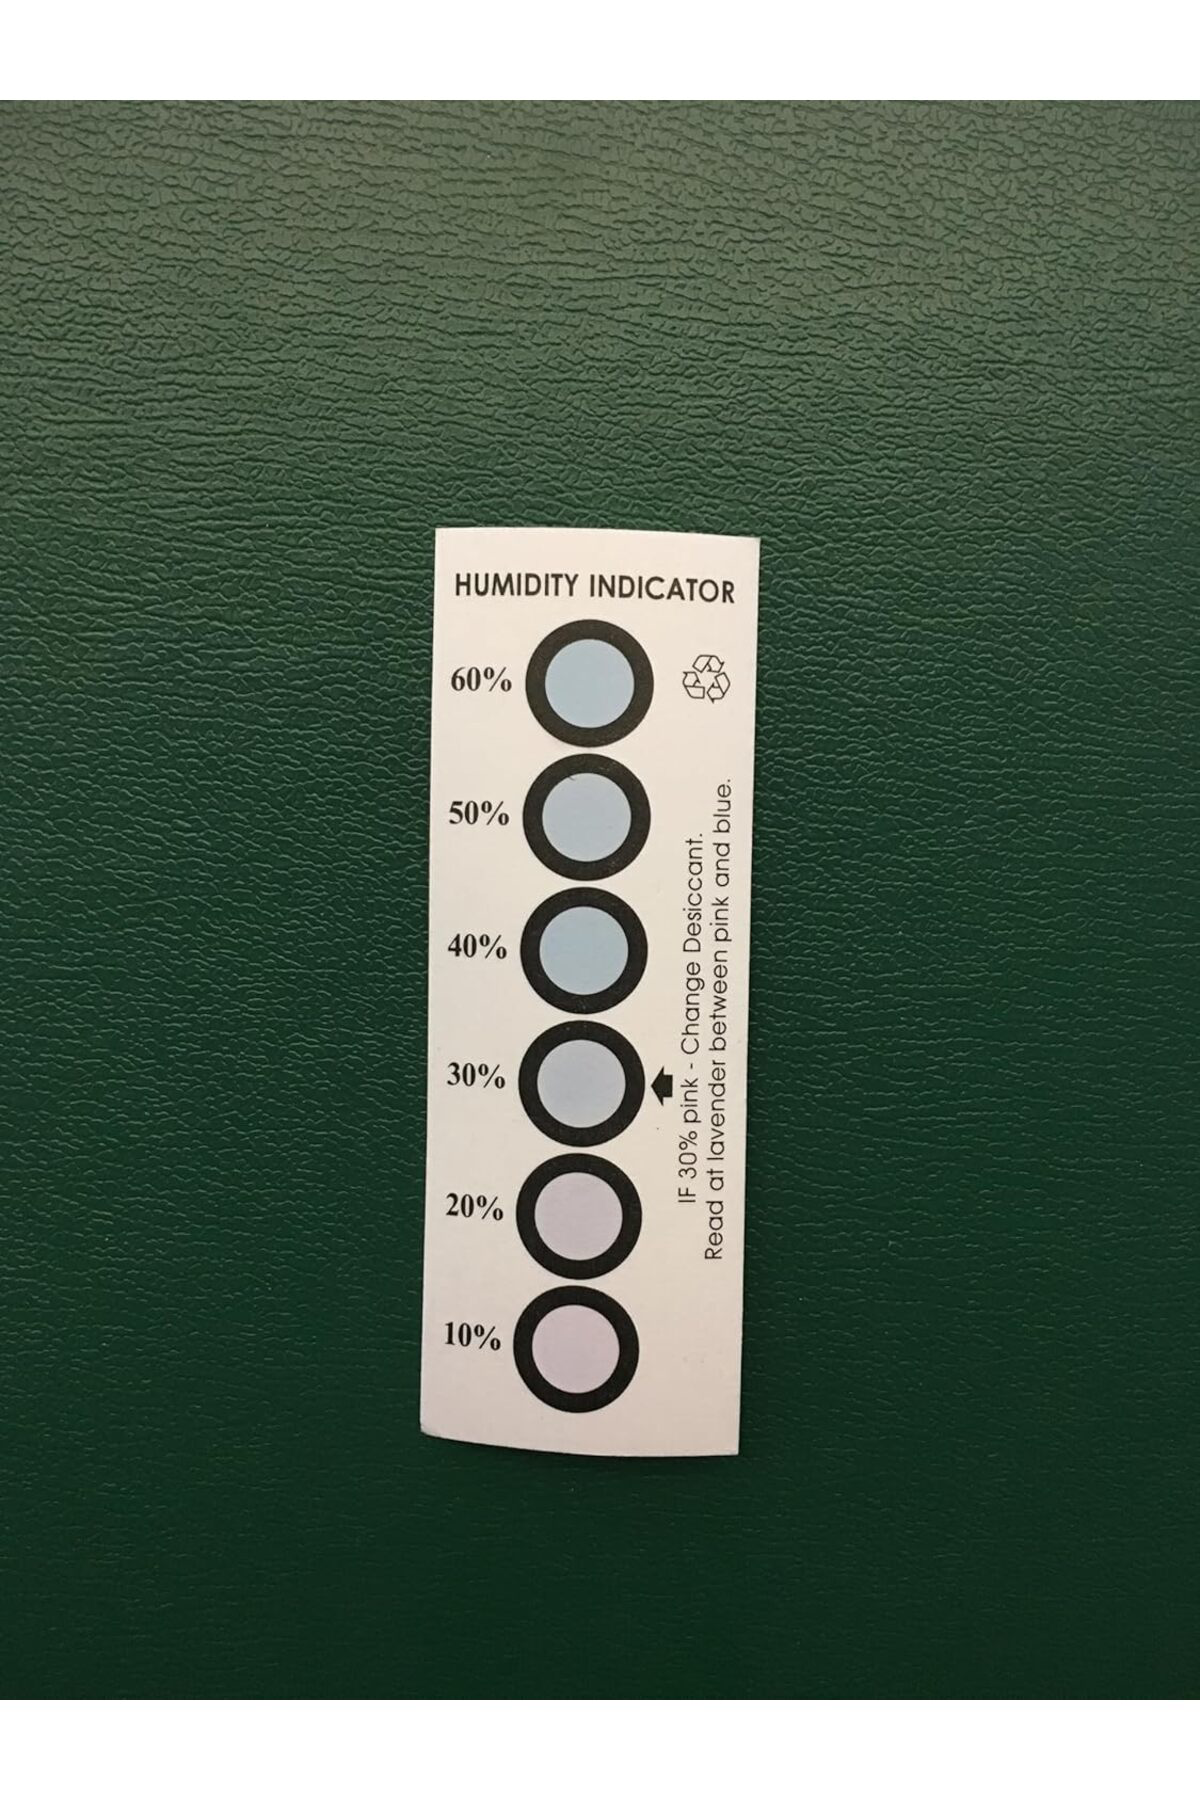 HUMIDITY INDICATOR
60%
50%
40%
30%
20%
10%
IF 30% pink - Change Desiccant.
Read at lavender between pink and blue.